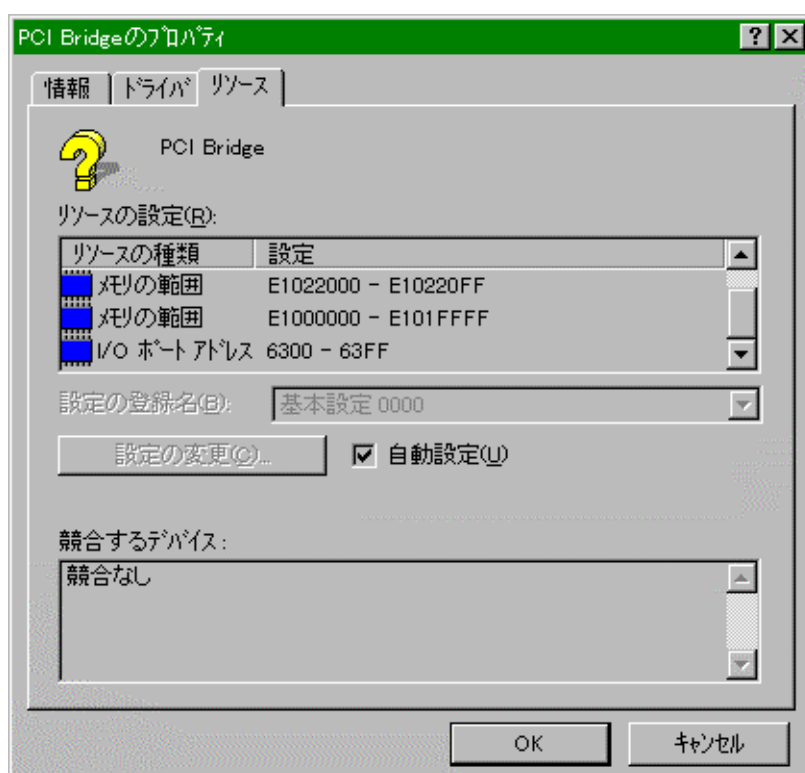 PCI Bridgeのﾌﾟﾛﾊﾟﾃｨ
情報 ﾄﾞﾗｲﾊﾞ ﾘｿｰｽ
PCI Bridge
ﾘｿｰｽの設定(R):
ﾘｿｰｽの種類 設定
ﾒﾓﾘの範囲 E1022000 - E10220FF
ﾒﾓﾘの範囲 E1000000 - E101FFFF
I/O ﾎﾟｰﾄ ｱﾄﾞﾚｽ 6300 - 63FF
設定の登録名(B): 基本設定 0000
設定の変更(C)... 自動設定(U)
競合するﾃﾞﾊﾞｲｽ:
競合なし
OK ｷｬﾝｾﾙ